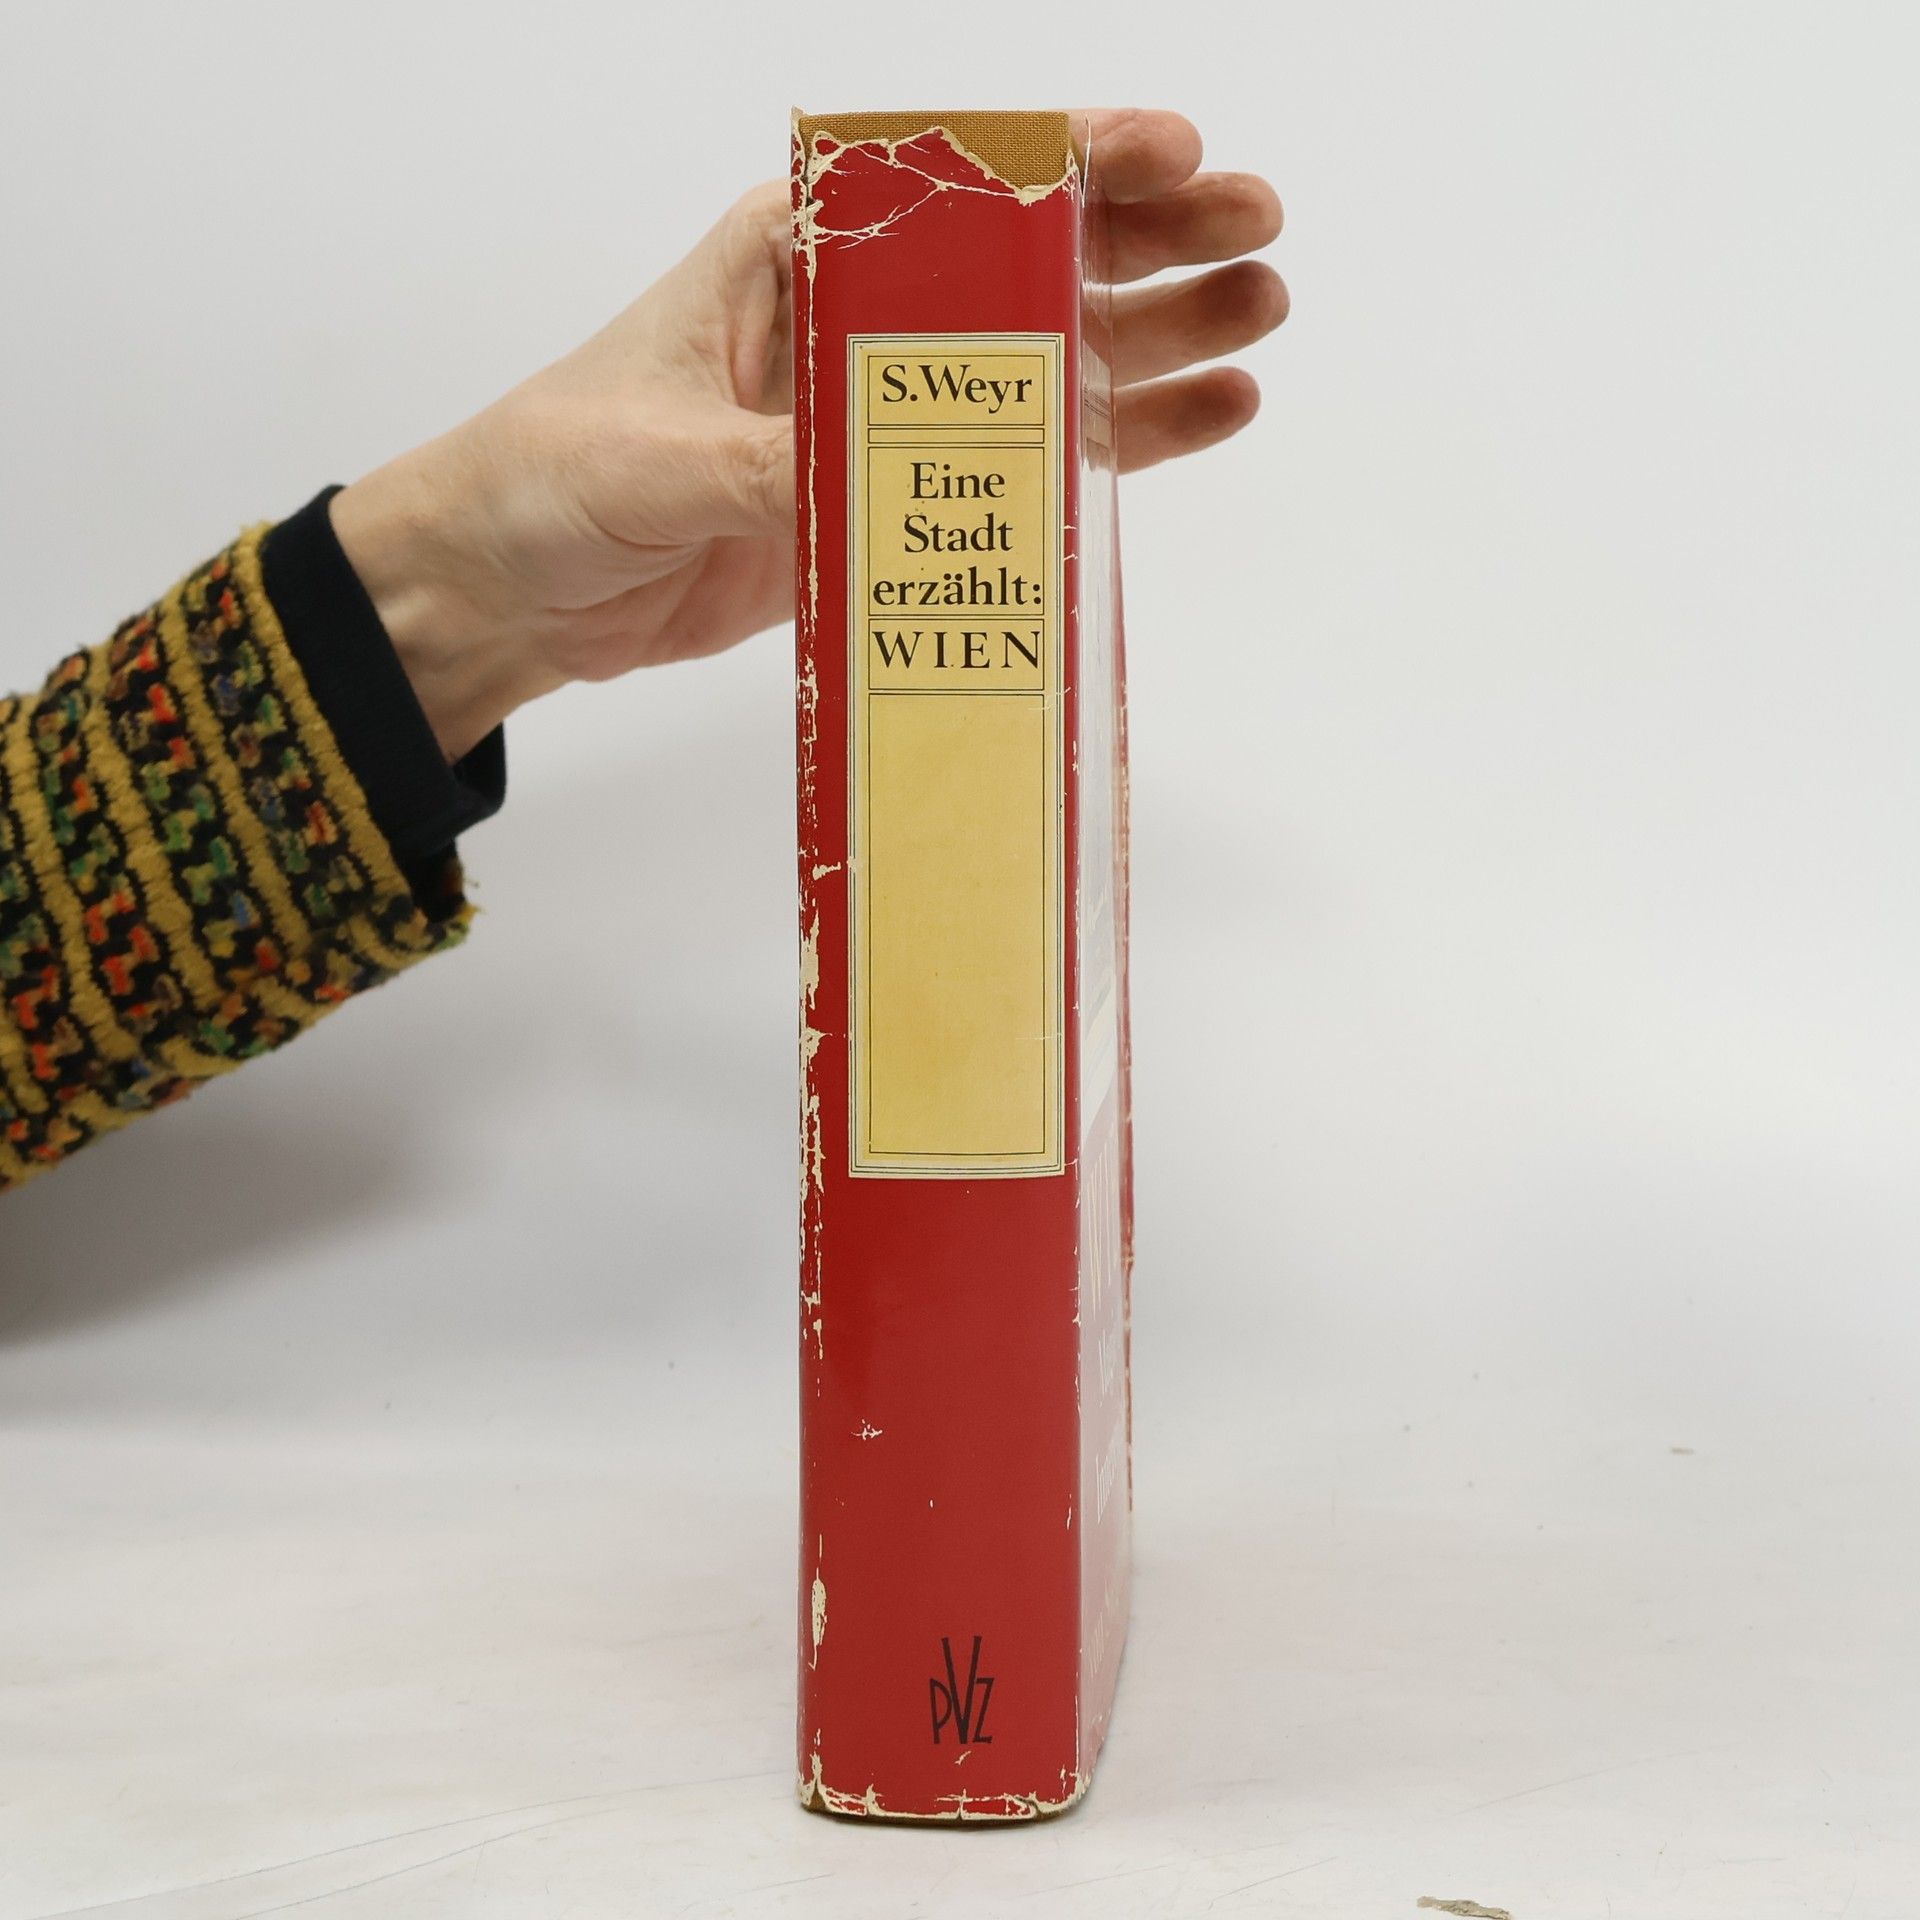 S.Weyr
Eine
Stadt
erzählt:
WIEN
PVZ